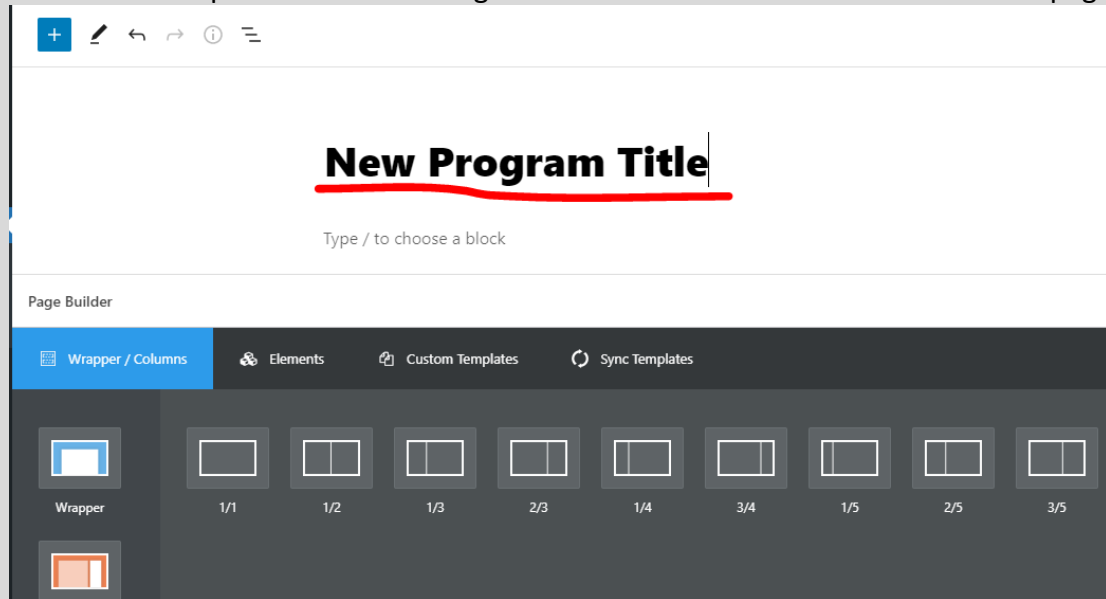 New Program Title
Type / to choose a block
Page Builder
Wrapper / Columns Elements Custom Templates Sync Templates
Wrapper 1/1 1/2 1/3 2/3 1/4 3/4 1/5 2/5 3/5